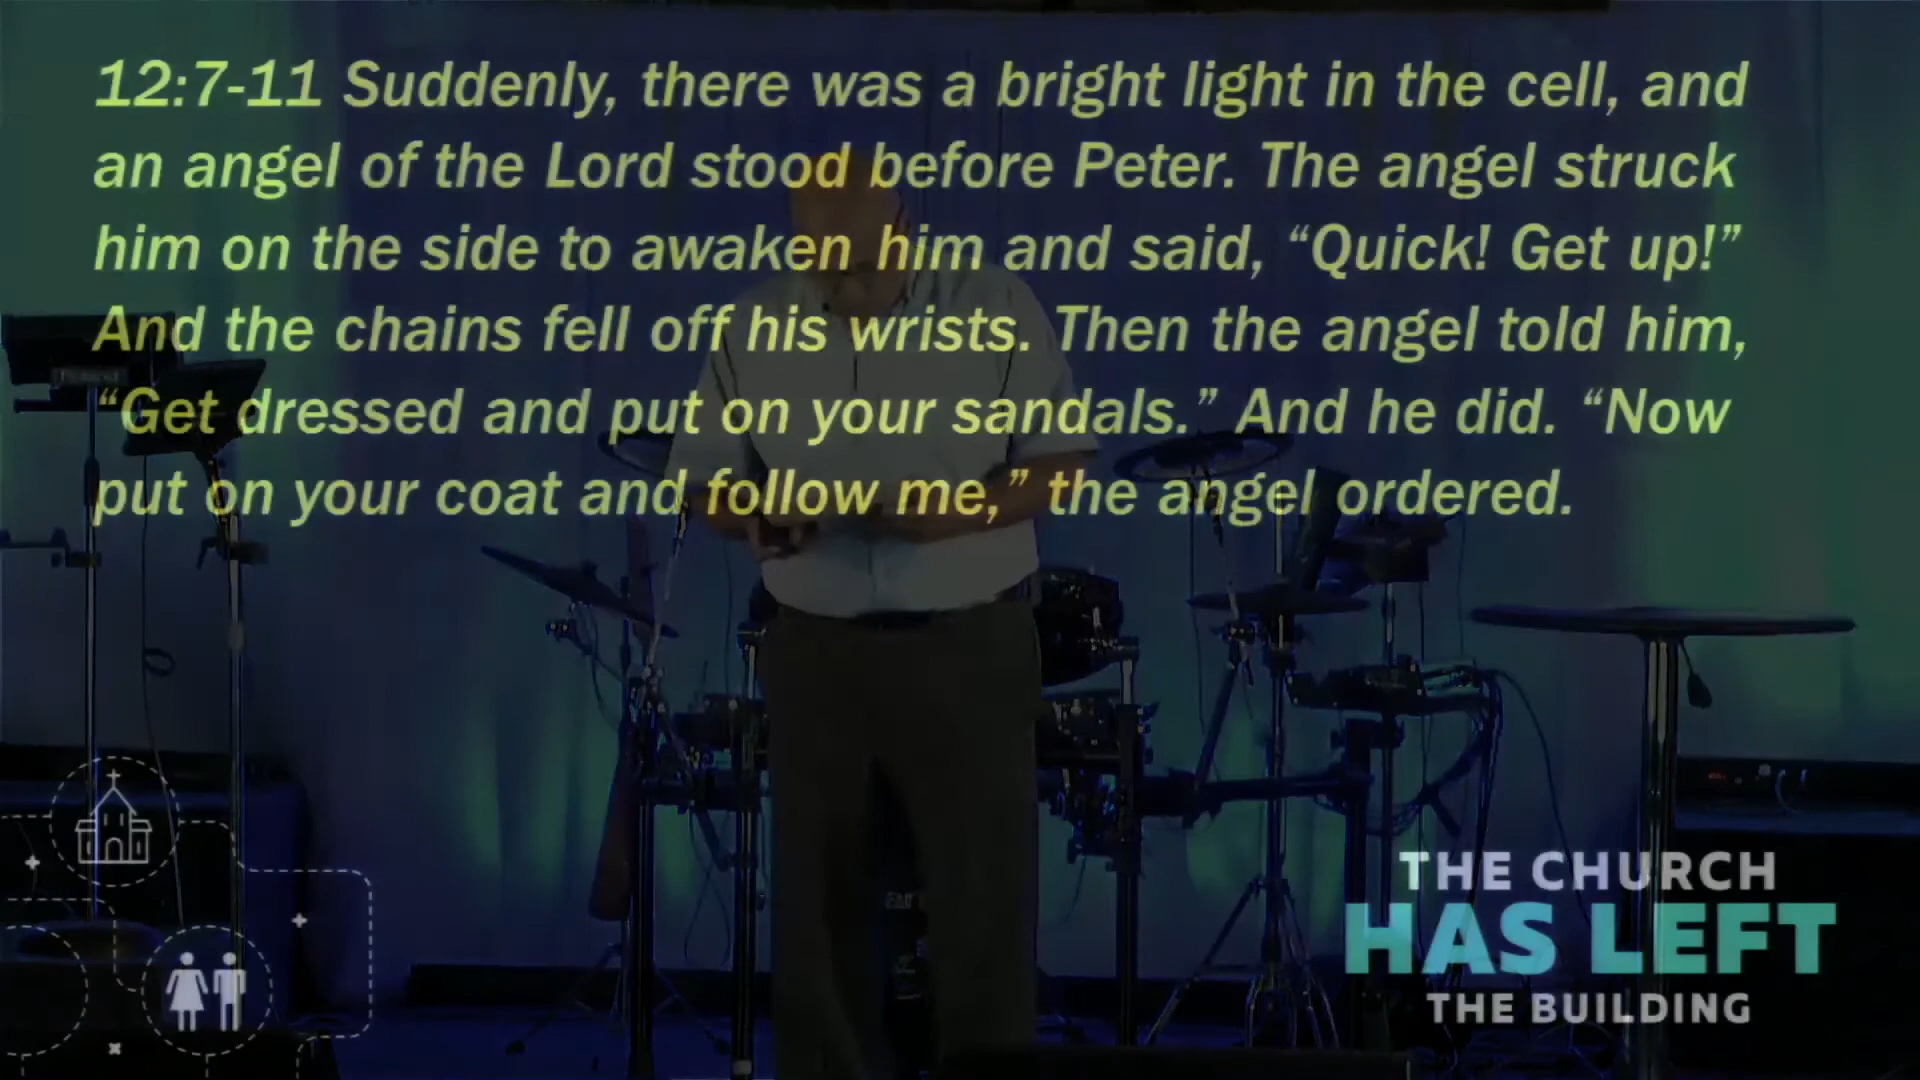 12:7-11 Suddenly, there was a bright light in the cell, and
an angel of the Lord stood before Peter. The angel struck
him on the side to awaken him and said, “Quick! Get up!”
And the chains fell off his wrists. Then the angel told him,
“Get dressed and put on your sandals.” And he did. “Now
put on your coat and follow me,” the angel ordered.
THE CHURCH
HAS LEFT
THE BUILDING